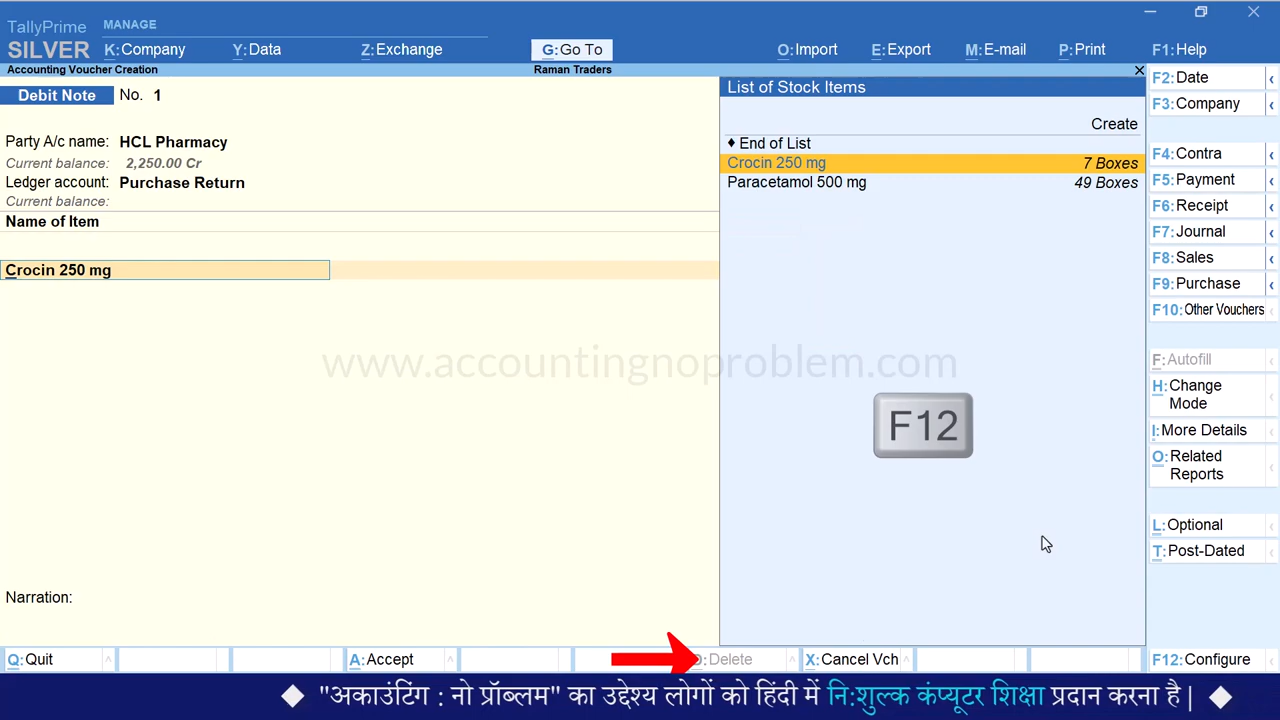 TallyPrime
MANAGE
SILVER
K:Company
Y:Data
Z:Exchange
G:Go To
O:Import
E:Export
M:E-mail
P:Print
F1:Help
Accounting Voucher Creation
Raman Traders
Debit Note No. 1
Party A/c name: HCL Pharmacy
Current balance: 2,250.00 Cr
Ledger account: Purchase Return
Current balance:
Name of Item
Crocin 250 mg
Narration:
List of Stock Items
Create
♦ End of List
Crocin 250 mg 7 Boxes
Paracetamol 500 mg 49 Boxes
www.accountingnoproblem.com
F12
F2:Date
F3:Company
F4:Contra
F5:Payment
F6:Receipt
F7:Journal
F8:Sales
F9:Purchase
F10:Other Vouchers
F:Autofill
H:Change
Mode
I:More Details
O:Related
Reports
L:Optional
T:Post-Dated
Q:Quit
A:Accept
D:Delete
X:Cancel Vch
F12:Configure
"अकाउंटिंग : नो प्रॉब्लम" का उद्देश्य लोगों को हिंदी में नि:शुल्क कंप्यूटर शिक्षा प्रदान करना है |